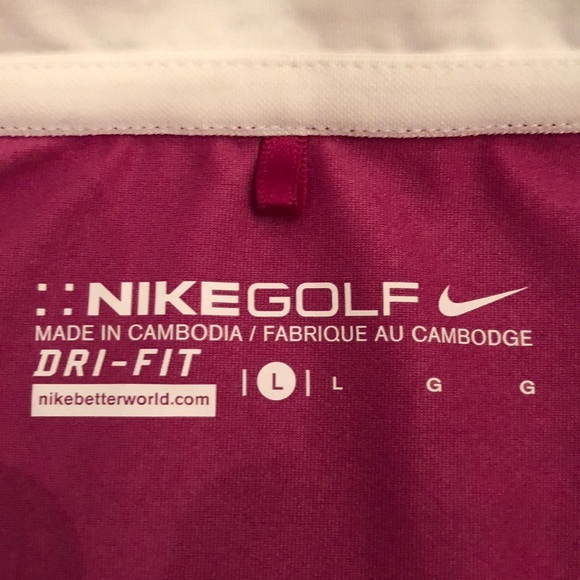 ::NIKEGOLF
MADE IN CAMBODIA / FABRIQUE AU CAMBODGE
DRI-FIT
nikebetterworld.com
| L | L G G